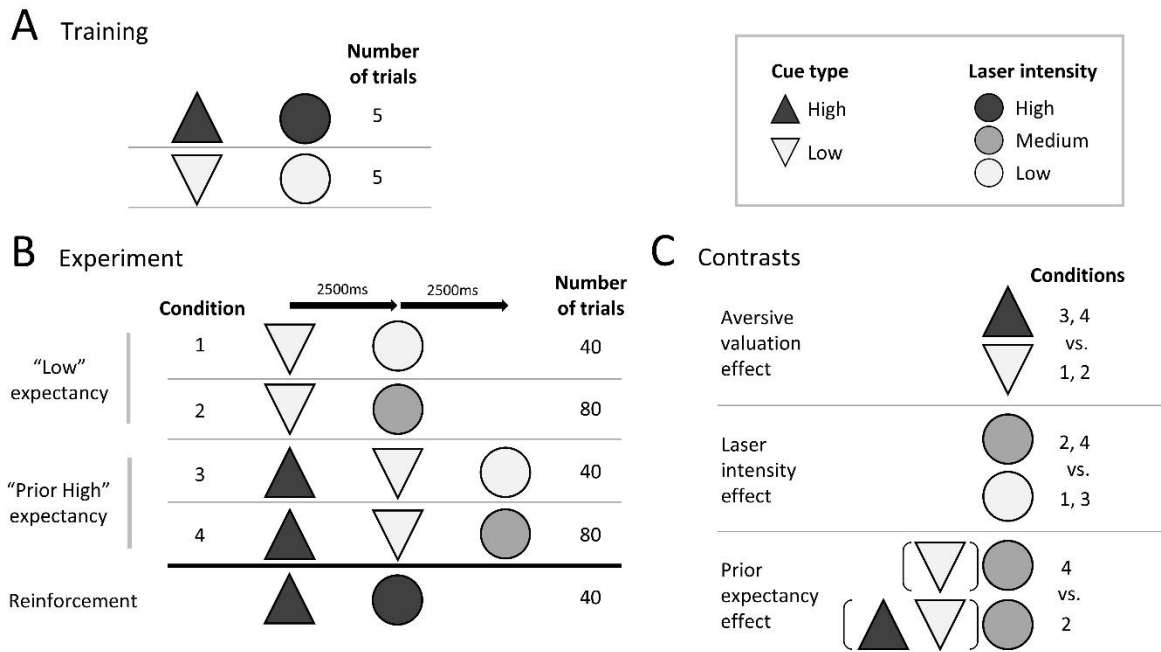 A Training
Number
of trials
5
5
Cue type
High
Low
Laser intensity
High
Medium
Low
B Experiment
2500ms
2500ms
Number
of trials
Condition
"Low"
expectancy
1
40
2
80
"Prior High"
expectancy
3
40
4
80
Reinforcement
40
C Contrasts
Conditions
Aversive
valuation
effect
3, 4
vs.
1, 2
Laser
intensity
effect
2, 4
vs.
1, 3
Prior
expectancy
effect
4
vs.
2